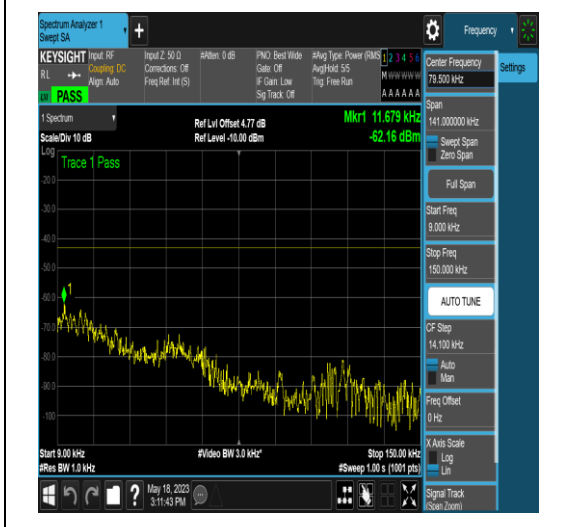 Spectrum Analyzer 1
Swept SA
+
Frequency
KEYSIGHT Input: RF
Coupling: DC
Align: Auto
RL
PASS
Input Z: 50 Ω
Corrections: Off
Freq Ref: Int (S)
#Atten: 0 dB
PNO: Best Wide
Gate: Off
IF Gain: Low
Sig Track: Off
#Avg Type: Power (RMS)
Avg|Hold: 5/5
Trig: Free Run
1 2 3 4 5 6
M W W W W W
A A A A A A
1 Spectrum
Scale/Div 10 dB
Ref Lvl Offset 4.77 dB
Ref Level -10.00 dBm
Mkr1 11.679 kHz
-62.16 dBm
Log
Trace 1 Pass
-20.0
-30.0
-40.0
-50.0
-60.0
-70.0
-80.0
-90.0
-100
1
Start 9.00 kHz
#Res BW 1.0 kHz
#Video BW 3.0 kHz*
Stop 150.00 kHz
#Sweep 1.00 s (1001 pts)
?
May 18, 2023
3:11:43 PM
Center Frequency
79.500 kHz
Span
141.000000 kHz
Swept Span
Zero Span
Full Span
Start Freq
9.000 kHz
Stop Freq
150.000 kHz
AUTO TUNE
CF Step
14.100 kHz
Auto
Man
Freq Offset
0 Hz
X Axis Scale
Log
Lin
Signal Track
(Span Zoom)
Settings